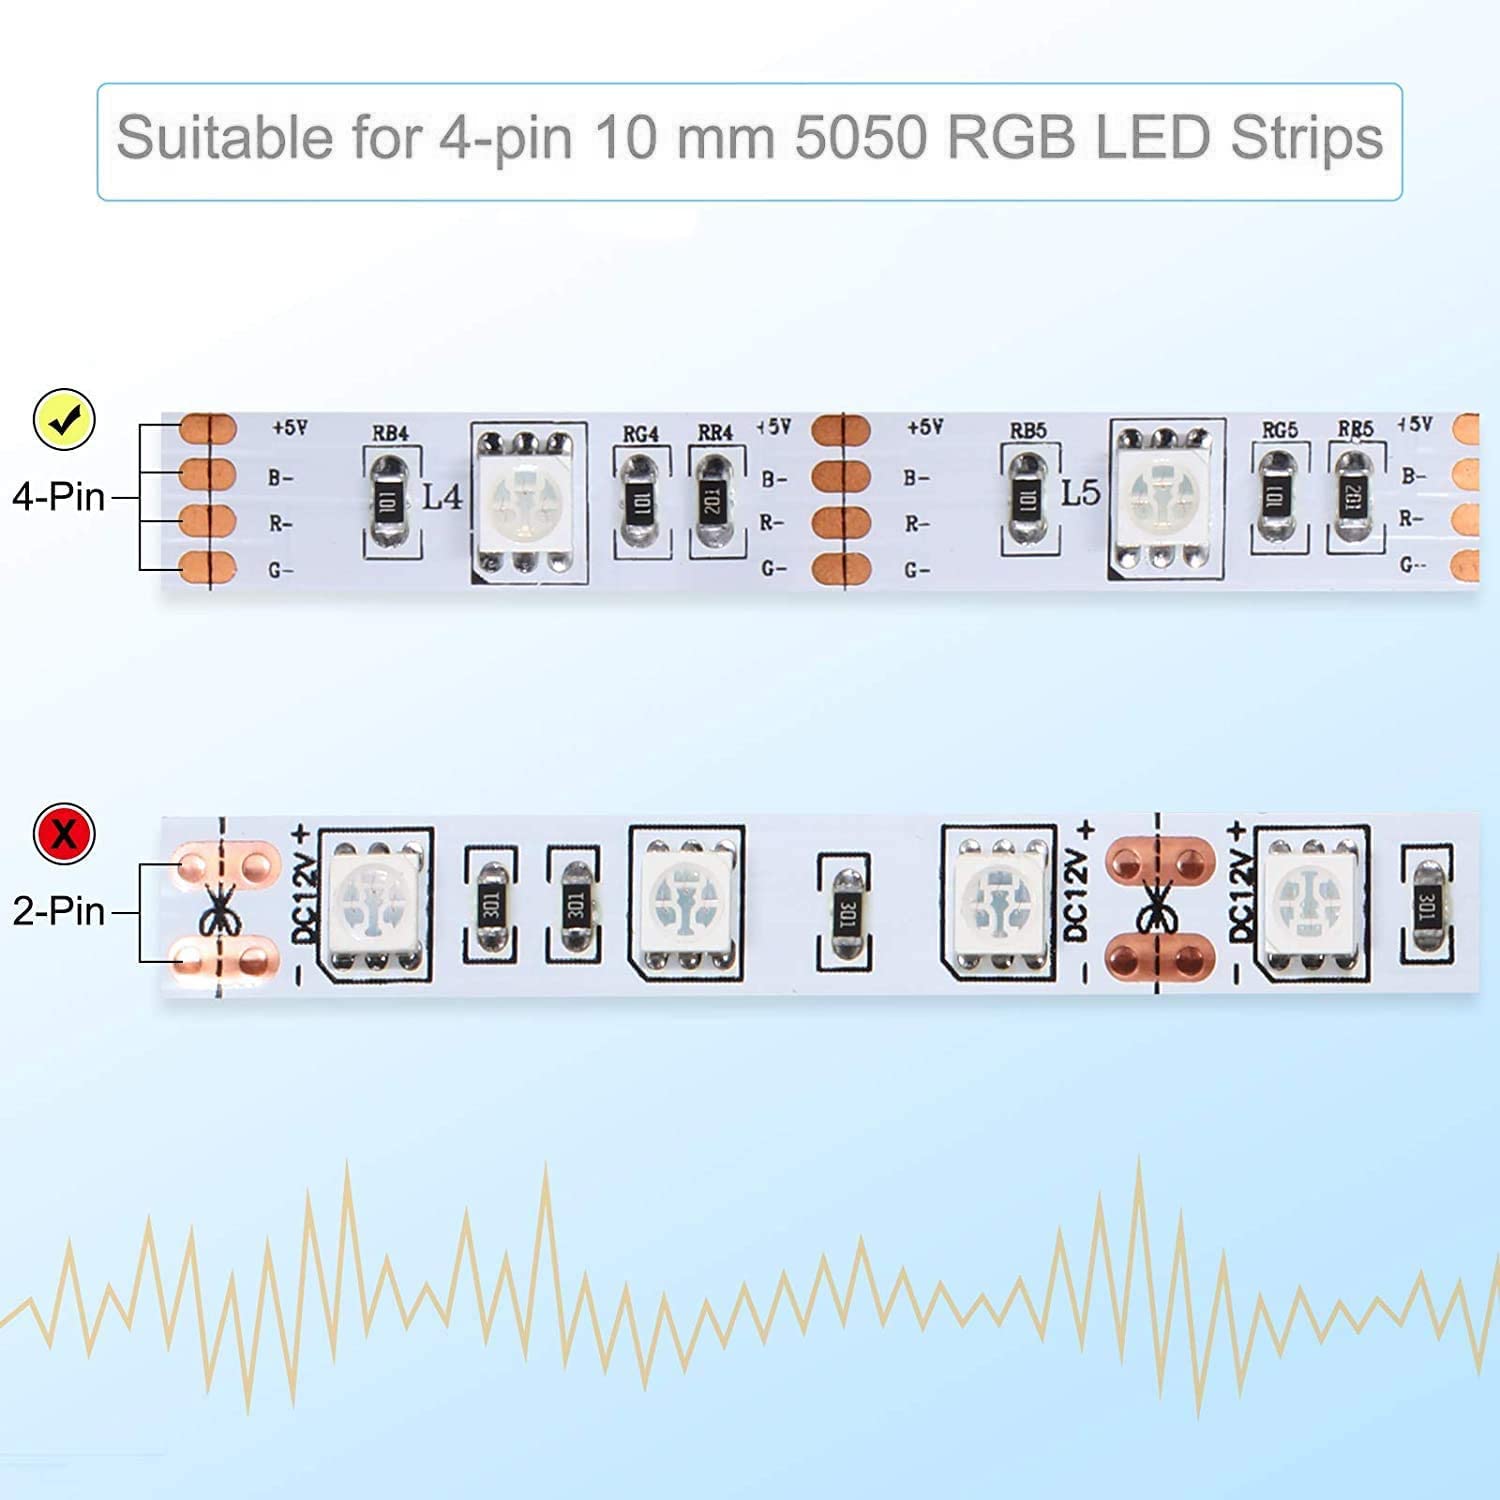 Suitable for 4-pin 10 mm 5050 RGB LED Strips
4-Pin
+5V
B-
R-
G-
RB4
101
L4
RG4
101
RR4
201
+5V
B-
R-
G-
+5V
B-
R-
G-
RB5
101
L5
RG5
101
RR5
201
+5V
B-
R-
G--
X
2-Pin
+
DC12V
-
301
301
301
+
DC12V
-
+
DC12V
-
301